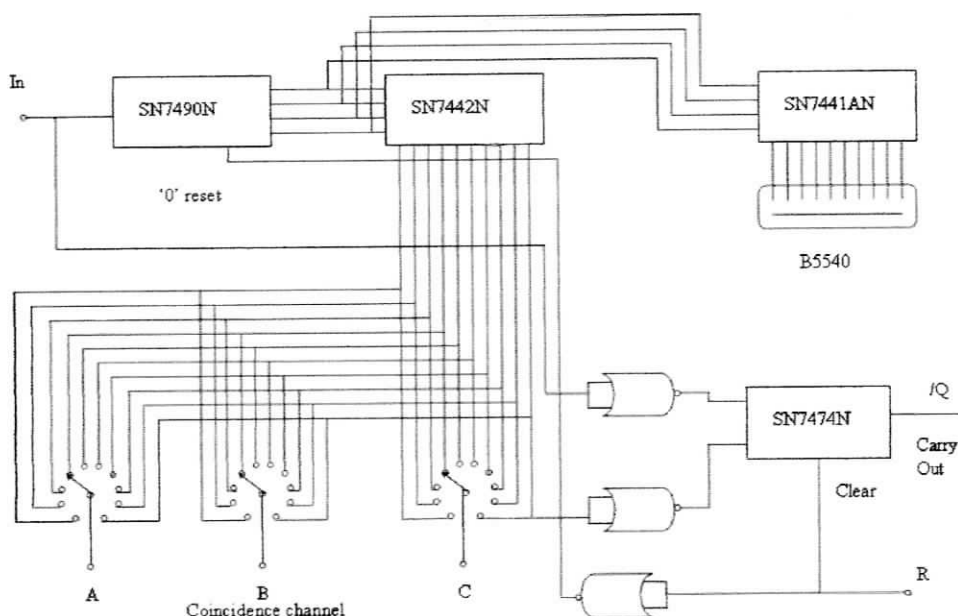 In
SN7490N
SN7442N
SN7441AN
'0' reset
B5540
SN7474N
/Q
Carry
Out
Clear
R
A
B
C
Coincidence channel